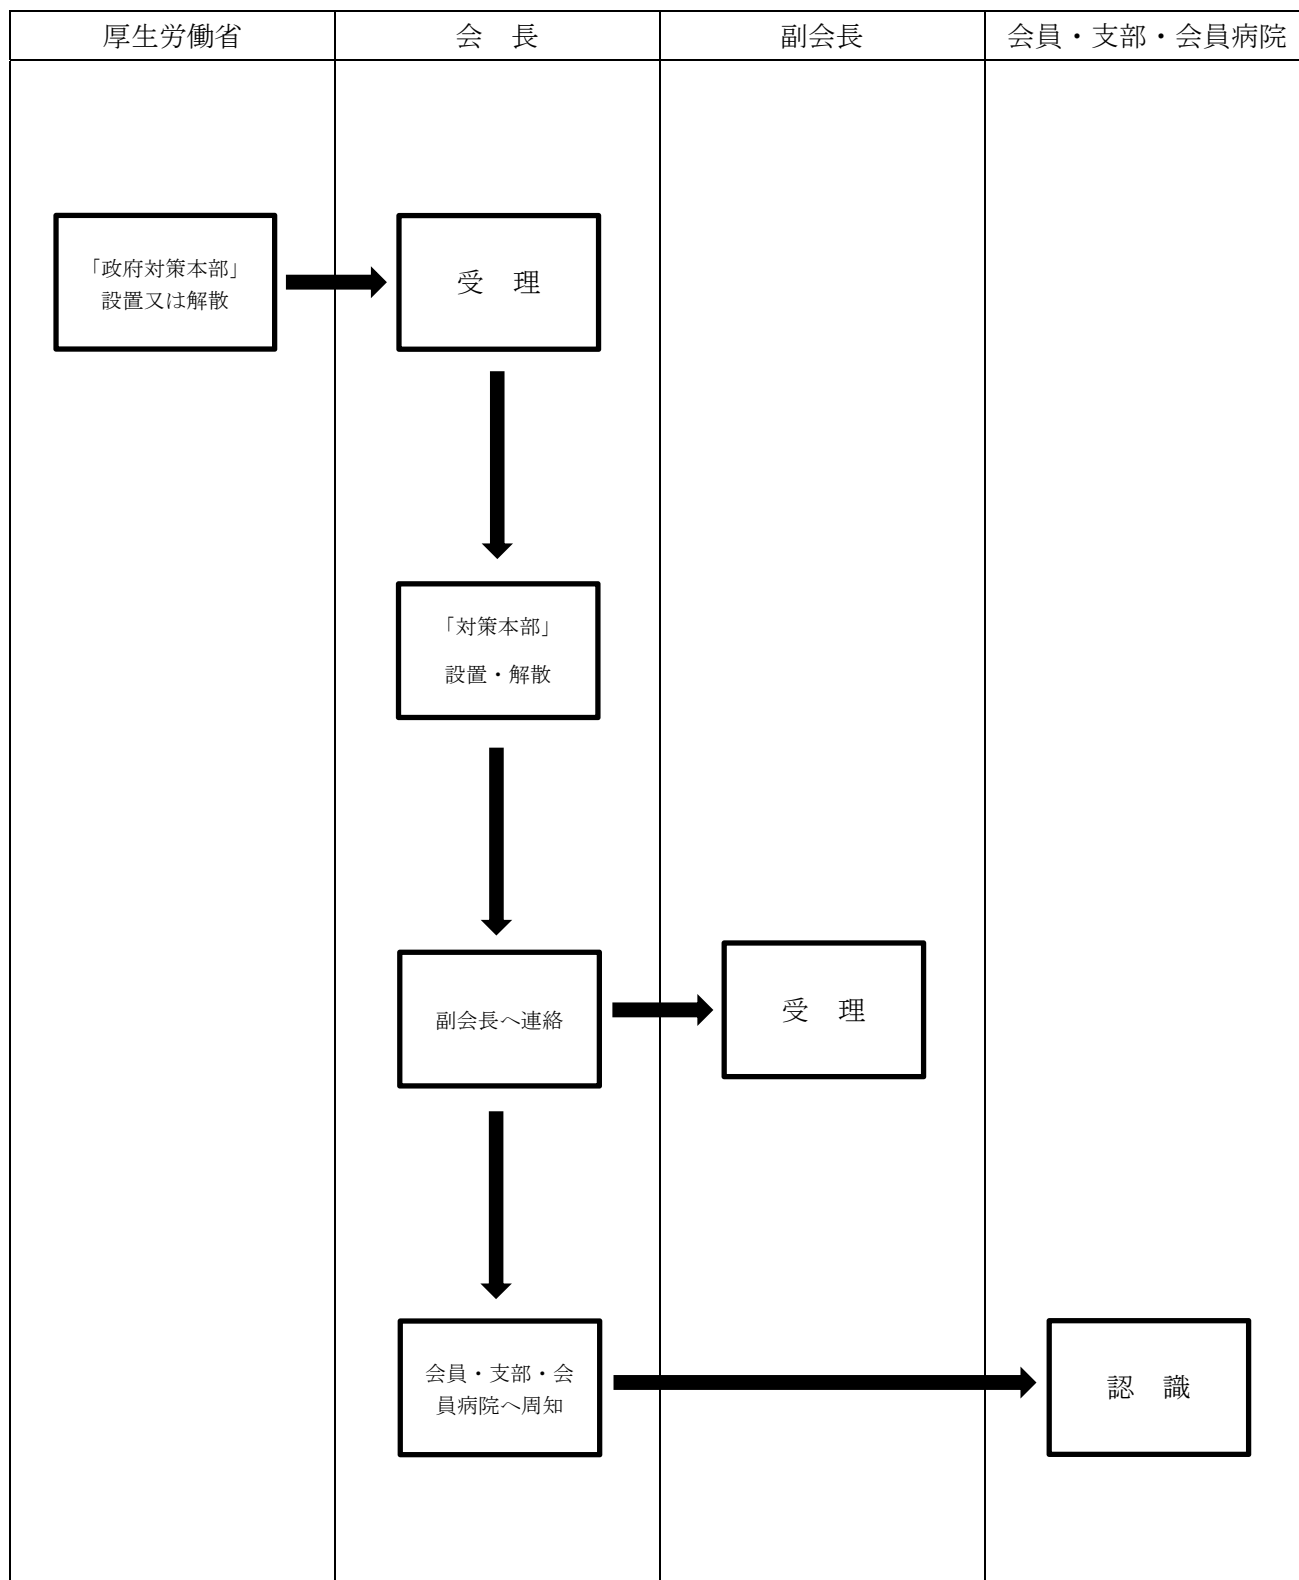 厚生労働省
会　長
副会長
会員・支部・会員病院
「政府対策本部」
設置又は解散
受　理
「対策本部」
設置・解散
副会長へ連絡
受　理
会員・支部・会
員病院へ周知
認　識